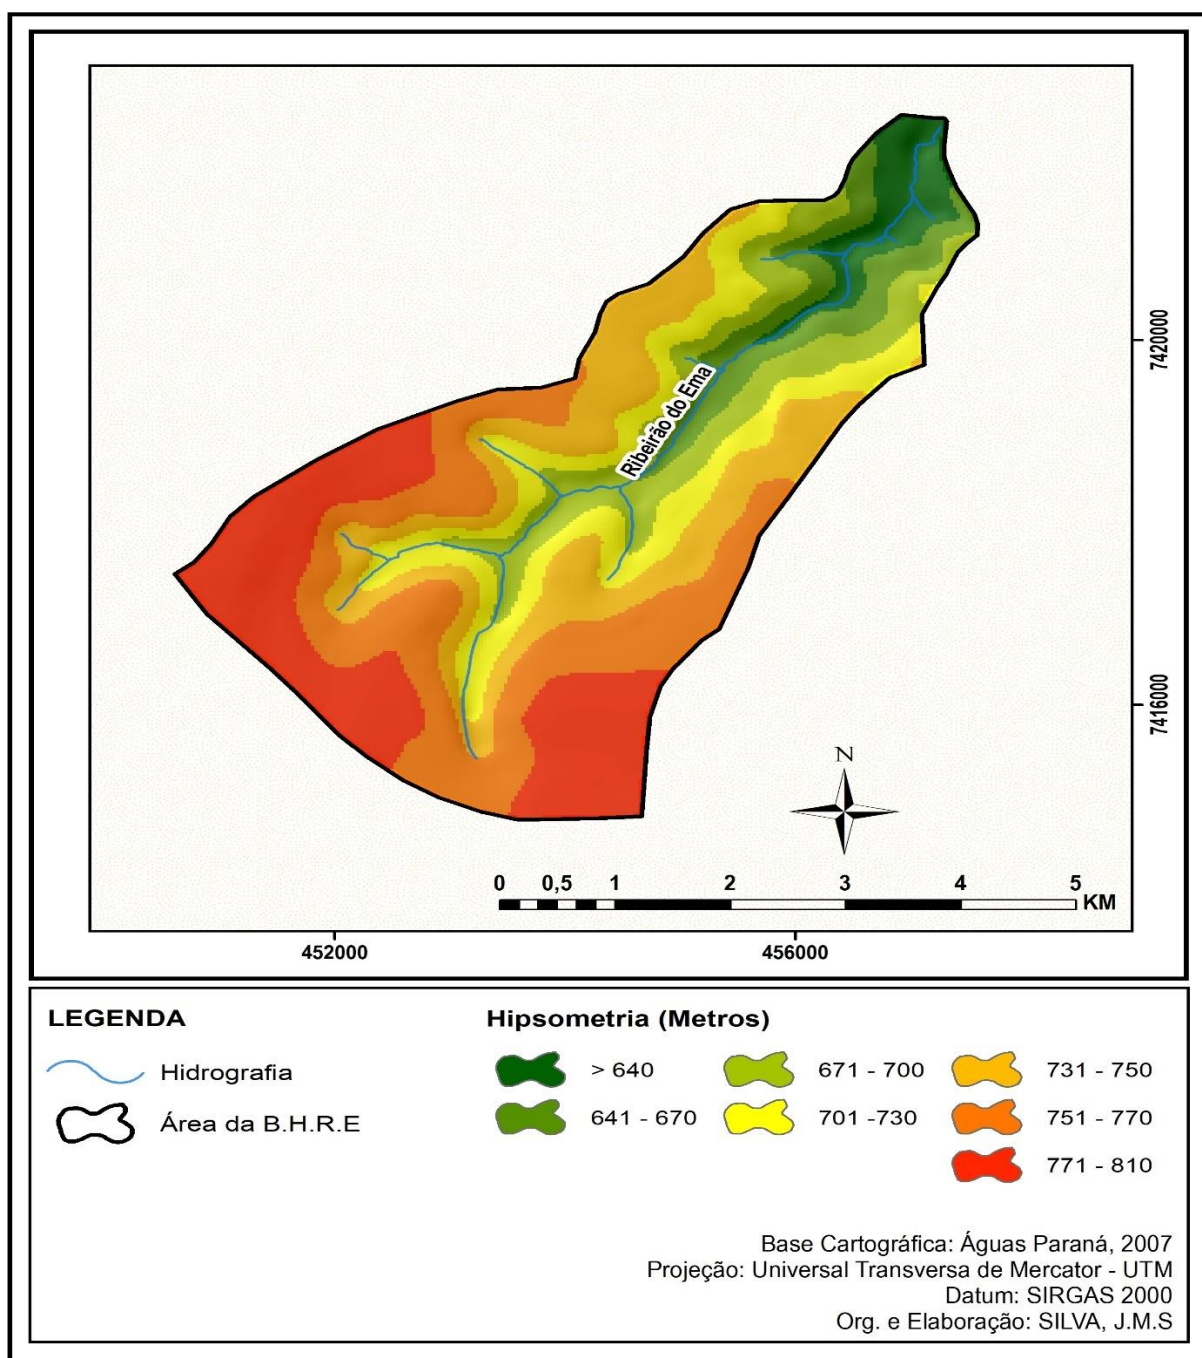 Ribeirão do Ema
7420000
7416000
N
0 0,5 1 2 3 4 5
KM
452000 456000
LEGENDA
Hidrografia
Área da B.H.R.E
Hipsometria (Metros)
> 640
641 - 670
671 - 700
701 -730
731 - 750
751 - 770
771 - 810
Base Cartográfica: Águas Paraná, 2007
Projeção: Universal Transversa de Mercator - UTM
Datum: SIRGAS 2000
Org. e Elaboração: SILVA, J.M.S